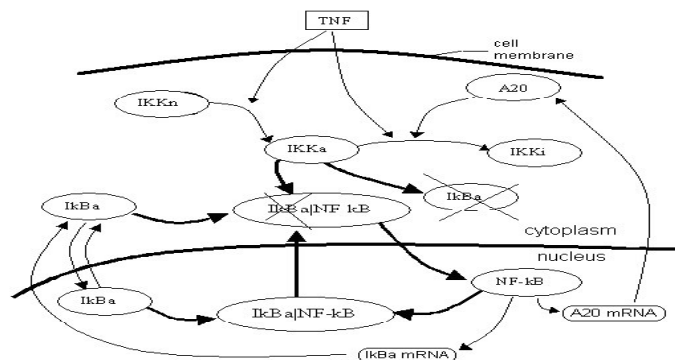 TNF
cell
membrane
IKKn
A20
IKKa
IKKi
IkBa
IkBa|NF kB
IkBa
cytoplasm
nucleus
IkBa
NF-kB
IkBa|NF-kB
A20 mRNA
IkBa mRNA